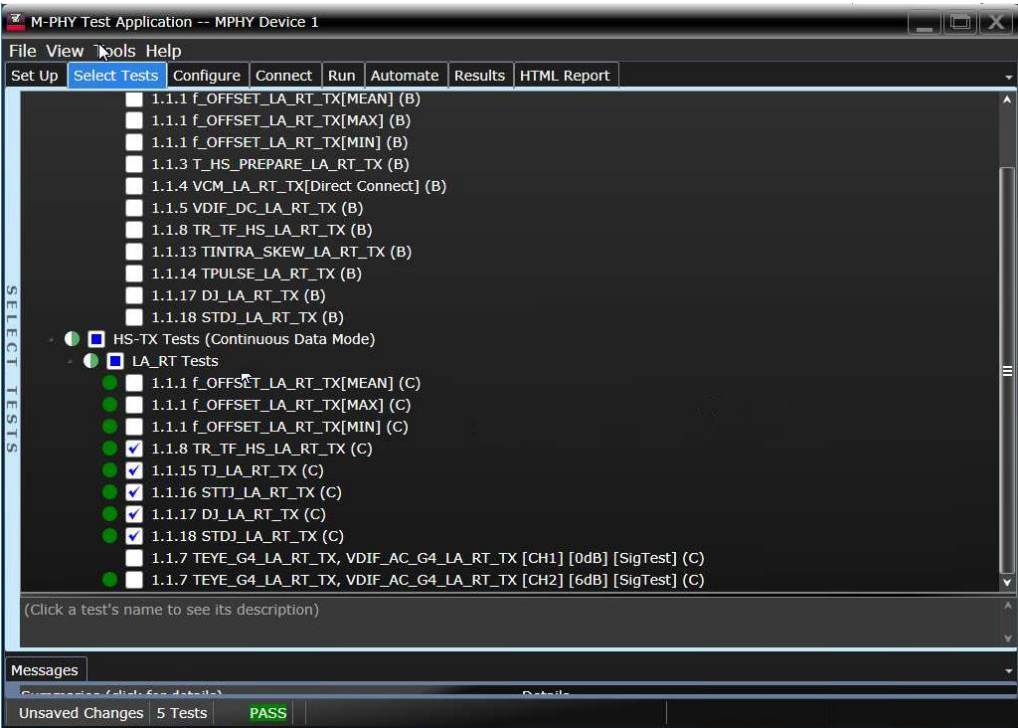 M-PHY Test Application -- MPHY Device 1
File View Tools Help
Set Up Select Tests Configure Connect Run Automate Results HTML Report
1.1.1 f_OFFSET_LA_RT_TX[MEAN] (B)
1.1.1 f_OFFSET_LA_RT_TX[MAX] (B)
1.1.1 f_OFFSET_LA_RT_TX[MIN] (B)
1.1.3 T_HS_PREPARE_LA_RT_TX (B)
1.1.4 VCM_LA_RT_TX[Direct Connect] (B)
1.1.5 VDIF_DC_LA_RT_TX (B)
1.1.8 TR_TF_HS_LA_RT_TX (B)
1.1.13 TINTRA_SKEW_LA_RT_TX (B)
1.1.14 TPULSE_LA_RT_TX (B)
1.1.17 DJ_LA_RT_TX (B)
1.1.18 STDJ_LA_RT_TX (B)
HS-TX Tests (Continuous Data Mode)
LA_RT Tests
1.1.1 f_OFFSET_LA_RT_TX[MEAN] (C)
1.1.1 f_OFFSET_LA_RT_TX[MAX] (C)
1.1.1 f_OFFSET_LA_RT_TX[MIN] (C)
1.1.8 TR_TF_HS_LA_RT_TX (C)
1.1.15 TJ_LA_RT_TX (C)
1.1.16 STTJ_LA_RT_TX (C)
1.1.17 DJ_LA_RT_TX (C)
1.1.18 STDJ_LA_RT_TX (C)
1.1.7 TEYE_G4_LA_RT_TX, VDIF_AC_G4_LA_RT_TX [CH1] [0dB] [SigTest] (C)
1.1.7 TEYE_G4_LA_RT_TX, VDIF_AC_G4_LA_RT_TX [CH2] [6dB] [SigTest] (C)
SELECT TESTS
(Click a test's name to see its description)
Messages
Summaries (click for details) Details
Unsaved Changes 5 Tests PASS